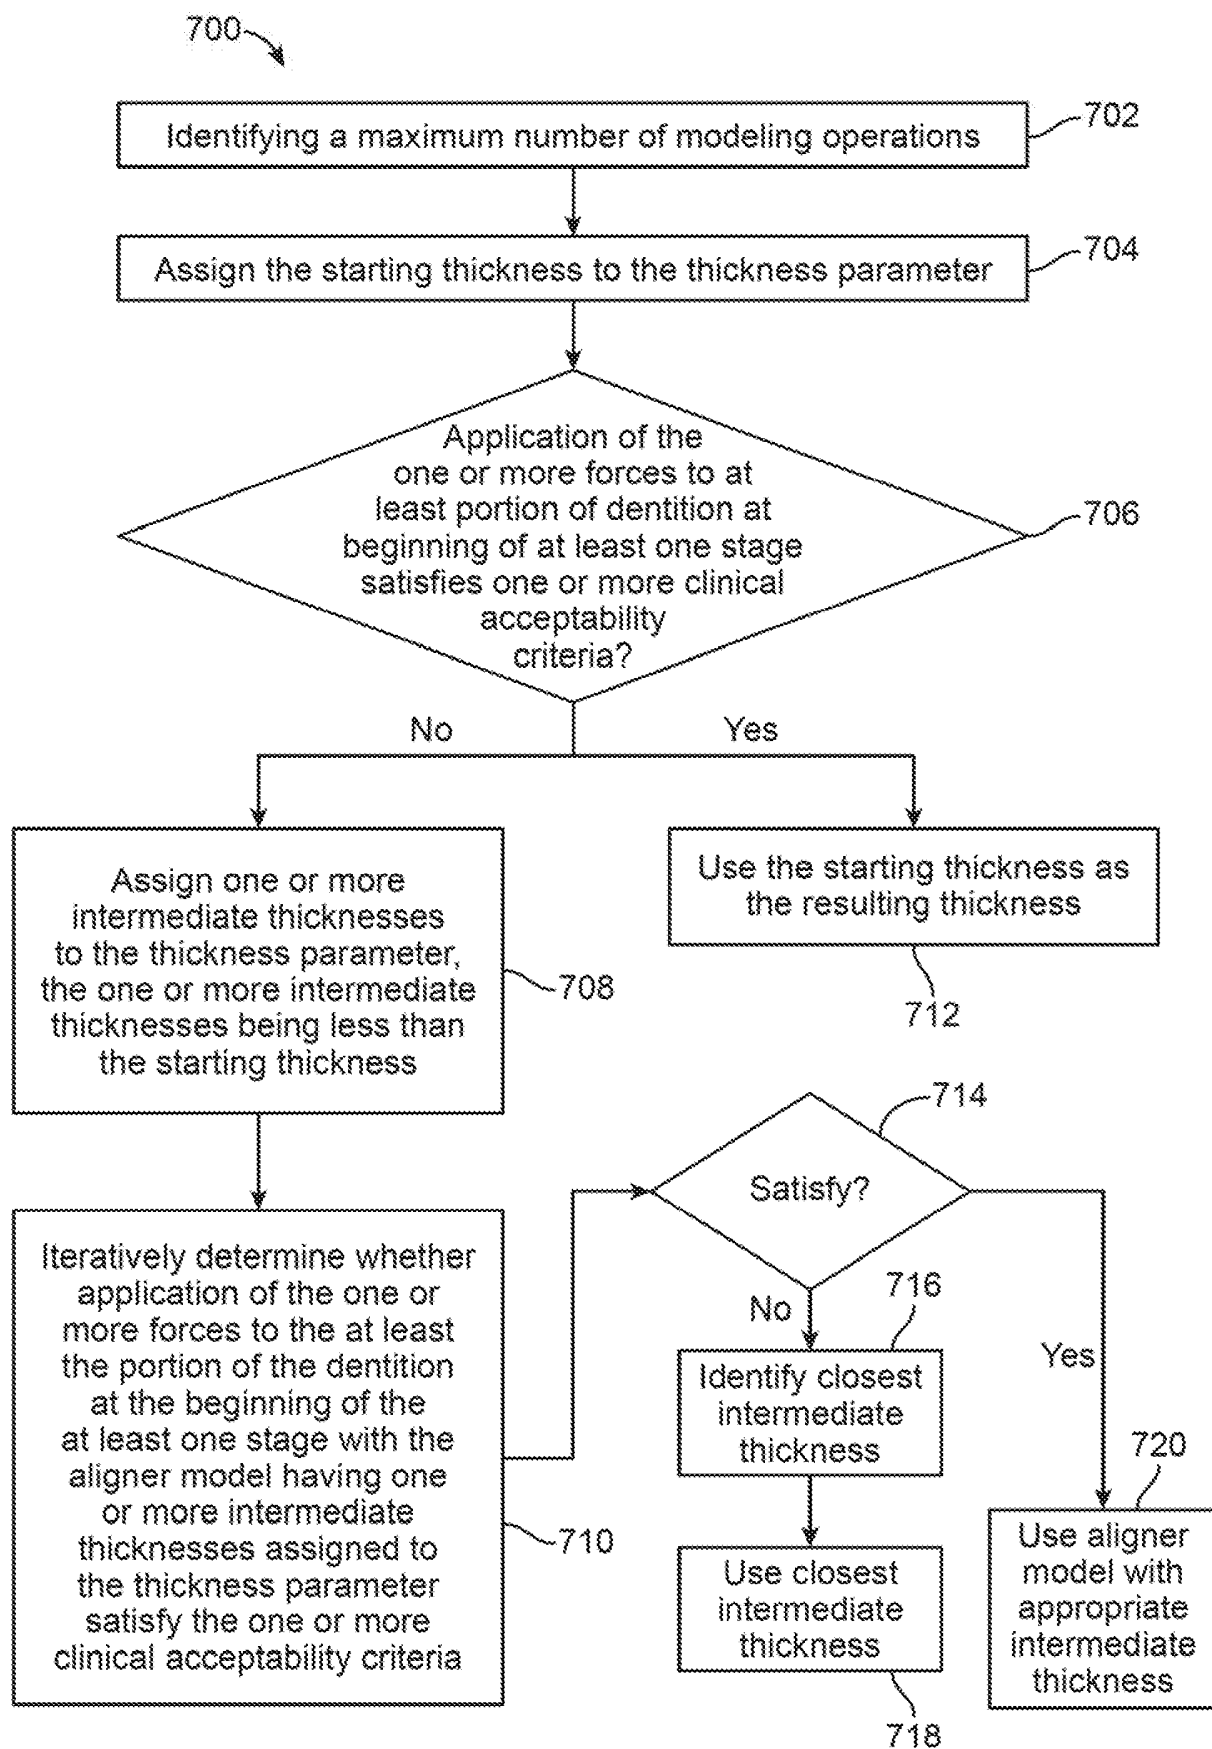 700
Identifying a maximum number of modeling operations
702
Assign the starting thickness to the thickness parameter
704
Application of the
one or more forces to at
least portion of dentition at
beginning of at least one stage
satisfies one or more clinical
acceptability
criteria?
706
No
Yes
Assign one or more
intermediate thicknesses
to the thickness parameter,
the one or more intermediate
thicknesses being less than
the starting thickness
708
Use the starting thickness as
the resulting thickness
712
Iteratively determine whether
application of the one or
more forces to the at least
the portion of the dentition
at the beginning of the
at least one stage with the
aligner model having one
or more intermediate
thicknesses assigned to
the thickness parameter
satisfy the one or more
clinical acceptability criteria
710
714
Satisfy?
No
Yes
716
Identify closest
intermediate
thickness
Use closest
intermediate
thickness
718
720
Use aligner
model with
appropriate
intermediate
thickness